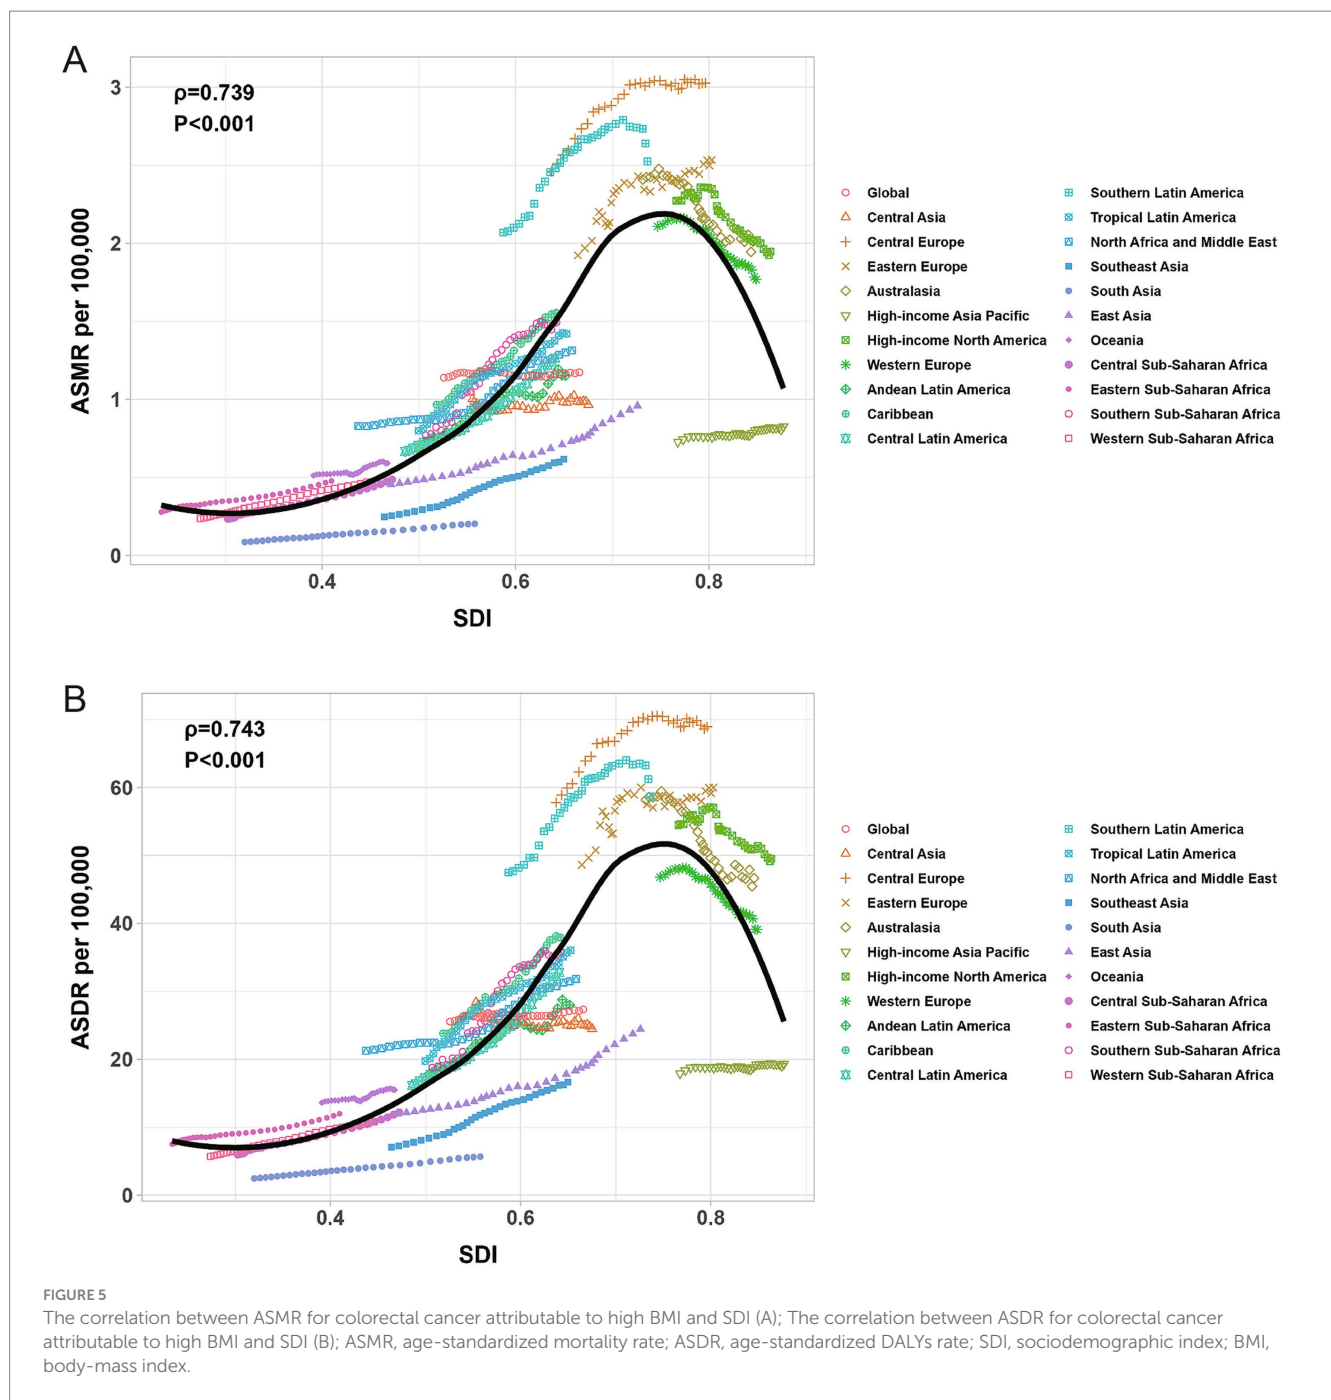 A
ρ=0.739
P<0.001
3
2
1
0
ASMR per 100,000
0.4 0.6 0.8
SDI
Global
Central Asia
Central Europe
Eastern Europe
Australasia
High-income Asia Pacific
High-income North America
Western Europe
Andean Latin America
Caribbean
Central Latin America
Southern Latin America
Tropical Latin America
North Africa and Middle East
Southeast Asia
South Asia
East Asia
Oceania
Central Sub-Saharan Africa
Eastern Sub-Saharan Africa
Southern Sub-Saharan Africa
Western Sub-Saharan Africa
B
ρ=0.743
P<0.001
60
40
20
0
ASDR per 100,000
0.4 0.6 0.8
SDI
Global
Central Asia
Central Europe
Eastern Europe
Australasia
High-income Asia Pacific
High-income North America
Western Europe
Andean Latin America
Caribbean
Central Latin America
Southern Latin America
Tropical Latin America
North Africa and Middle East
Southeast Asia
South Asia
East Asia
Oceania
Central Sub-Saharan Africa
Eastern Sub-Saharan Africa
Southern Sub-Saharan Africa
Western Sub-Saharan Africa
FIGURE 5
The correlation between ASMR for colorectal cancer attributable to high BMI and SDI (A); The correlation between ASDR for colorectal cancer
attributable to high BMI and SDI (B); ASMR, age-standardized mortality rate; ASDR, age-standardized DALYs rate; SDI, sociodemographic index; BMI,
body-mass index.